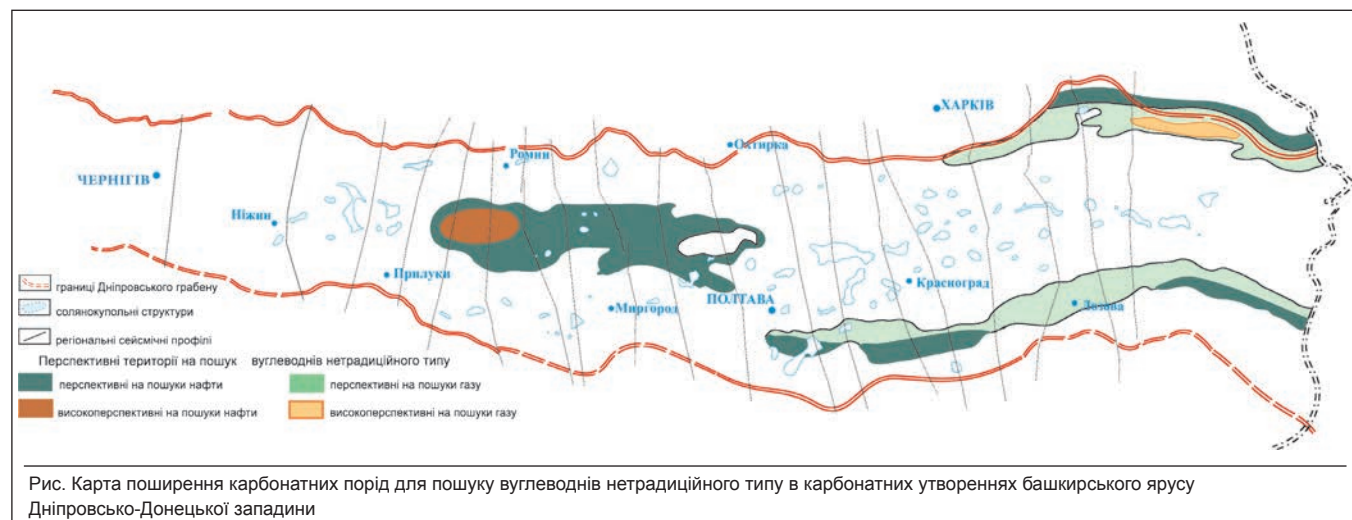 ХАРКІВ
Охтирка
Ромни
ЧЕРНІГІВ
Ніжин
Прилуки
Красноград
ПОЛТАВА
Миргород
Лозова
границі Дніпровського грабену
солянокупольні структури
регіональні сейсмічні профілі
Перспективні території на пошук вуглеводнів нетрадиційного типу
перспективні на пошуки нафти
перспективні на пошуки газу
високоперспективні на пошуки нафти
високоперспективні на пошуки газу
Рис. Карта поширення карбонатних порід для пошуку вуглеводнів нетрадиційного типу в карбонатних утвореннях башкирського ярусу
Дніпровсько-Донецької западини